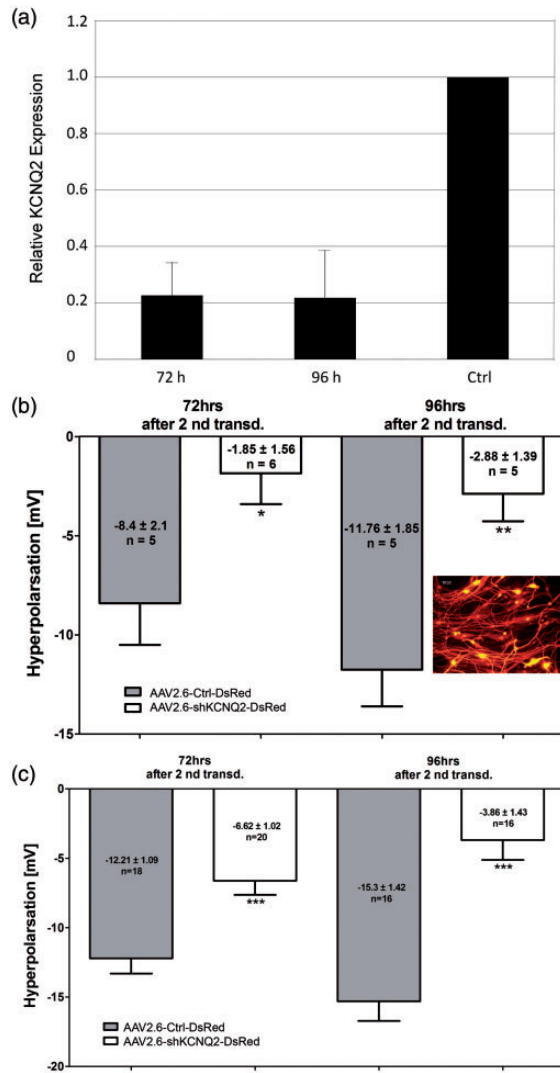 (a)
Relative KCNQ2 Expression
1.0
0.8
0.6
0.4
0.2
0
72 h 96 h Ctrl
(b)
72hrs 96hrs
after 2 nd transd. after 2 nd transd.
Hyperpolarsation [mV]
0
-5
-10
-15
-8.4 ± 2.1
n = 5
-1.85 ± 1.56
n = 6
*
-11.76 ± 1.85
n = 5
-2.88 ± 1.39
n = 5
**
AAV2.6-Ctrl-DsRed
AAV2.6-shKCNQ2-DsRed
(c)
72hrs 96hrs
after 2 nd transd. after 2 nd transd.
Hyperpolarsation [mV]
0
-5
-10
-15
-20
-12.21 ± 1.09
n=18
-6.62 ± 1.02
n=20
***
-15.3 ± 1.42
n=16
-3.86 ± 1.43
n=16
***
AAV2.6-Ctrl-DsRed
AAV2.6-shKCNQ2-DsRed